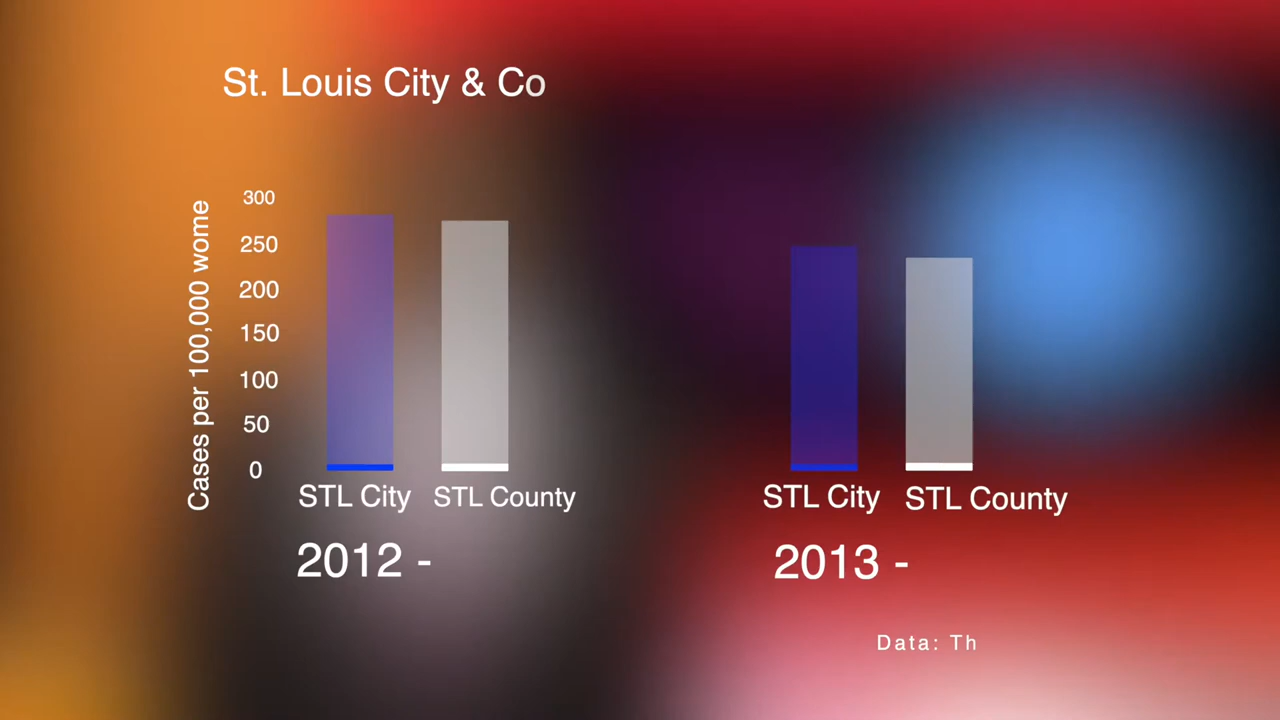 St. Louis City & Co
Cases per 100,000 wome
300
250
200
150
100
50
0
STL City
STL County
2012 -
STL City
STL County
2013 -
Data: Th